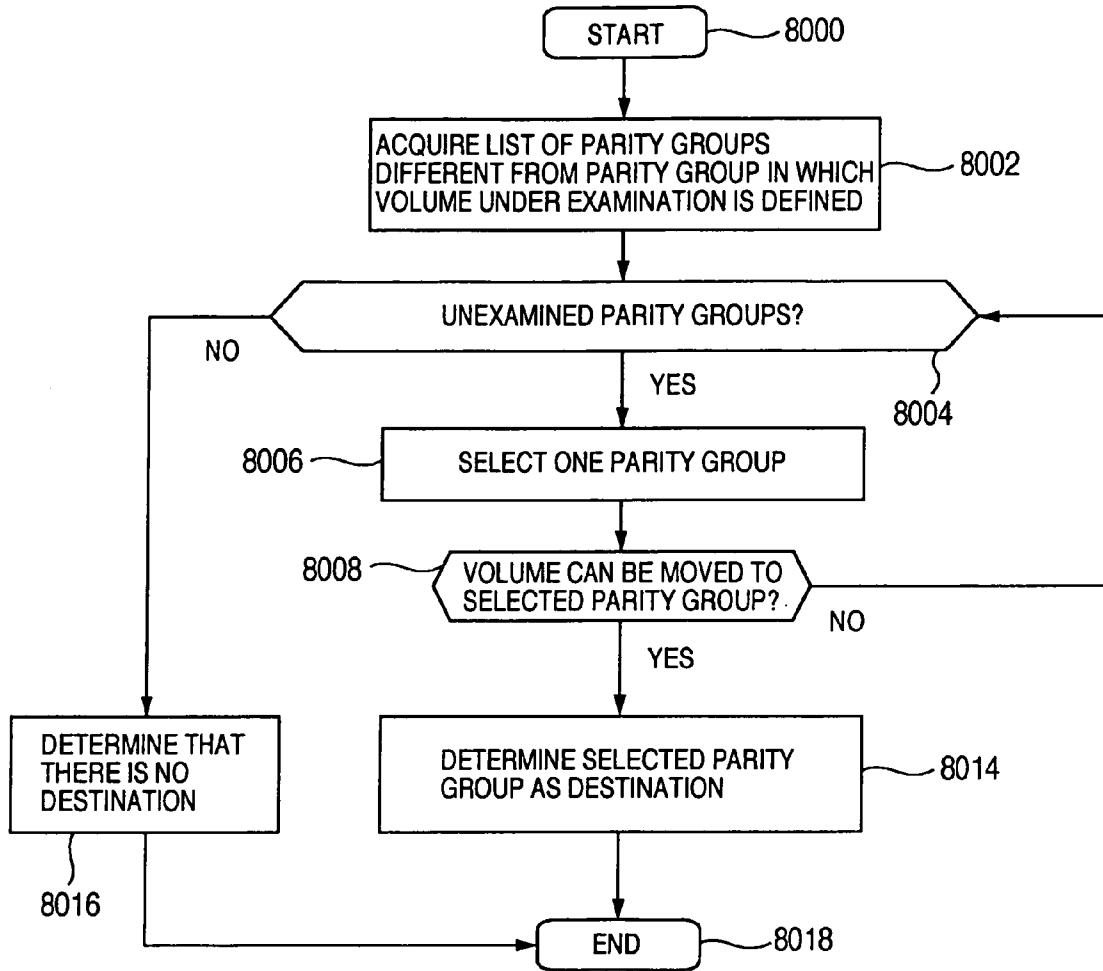 START
8000
ACQUIRE LIST OF PARITY GROUPS
DIFFERENT FROM PARITY GROUP IN WHICH
VOLUME UNDER EXAMINATION IS DEFINED
8002
UNEXAMINED PARITY GROUPS?
NO
YES
8004
8006
SELECT ONE PARITY GROUP
8008
VOLUME CAN BE MOVED TO
SELECTED PARITY GROUP?
NO
YES
DETERMINE THAT
THERE IS NO
DESTINATION
DETERMINE SELECTED PARITY
GROUP AS DESTINATION
8014
8016
END
8018